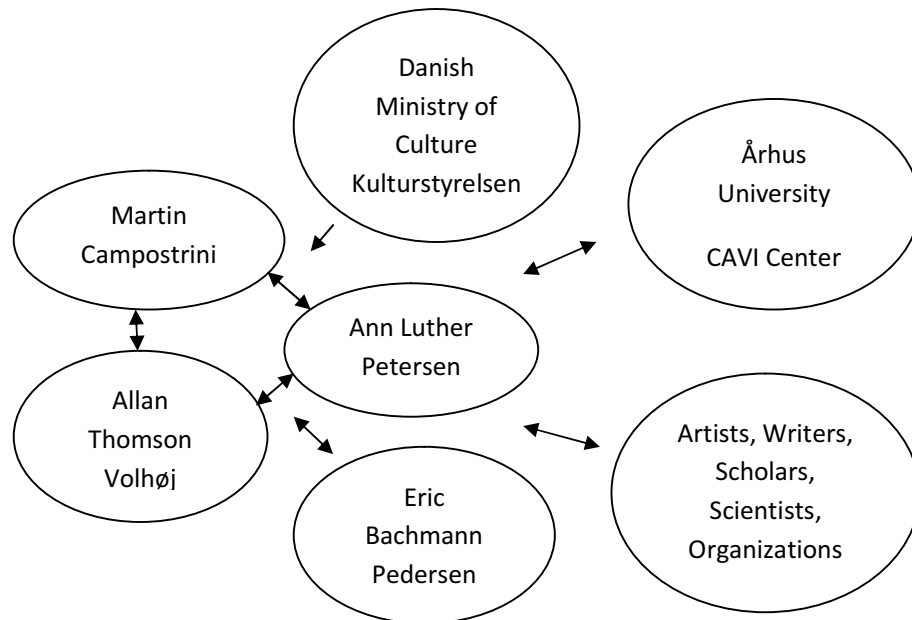 Danish
Ministry of
Culture
Kulturstyrelsen
Århus
University
CAVI Center
Martin
Campostrini
Ann Luther
Petersen
Allan
Thomson
Volhøj
Artists, Writers,
Scholars,
Scientists,
Organizations
Eric
Bachmann
Pedersen